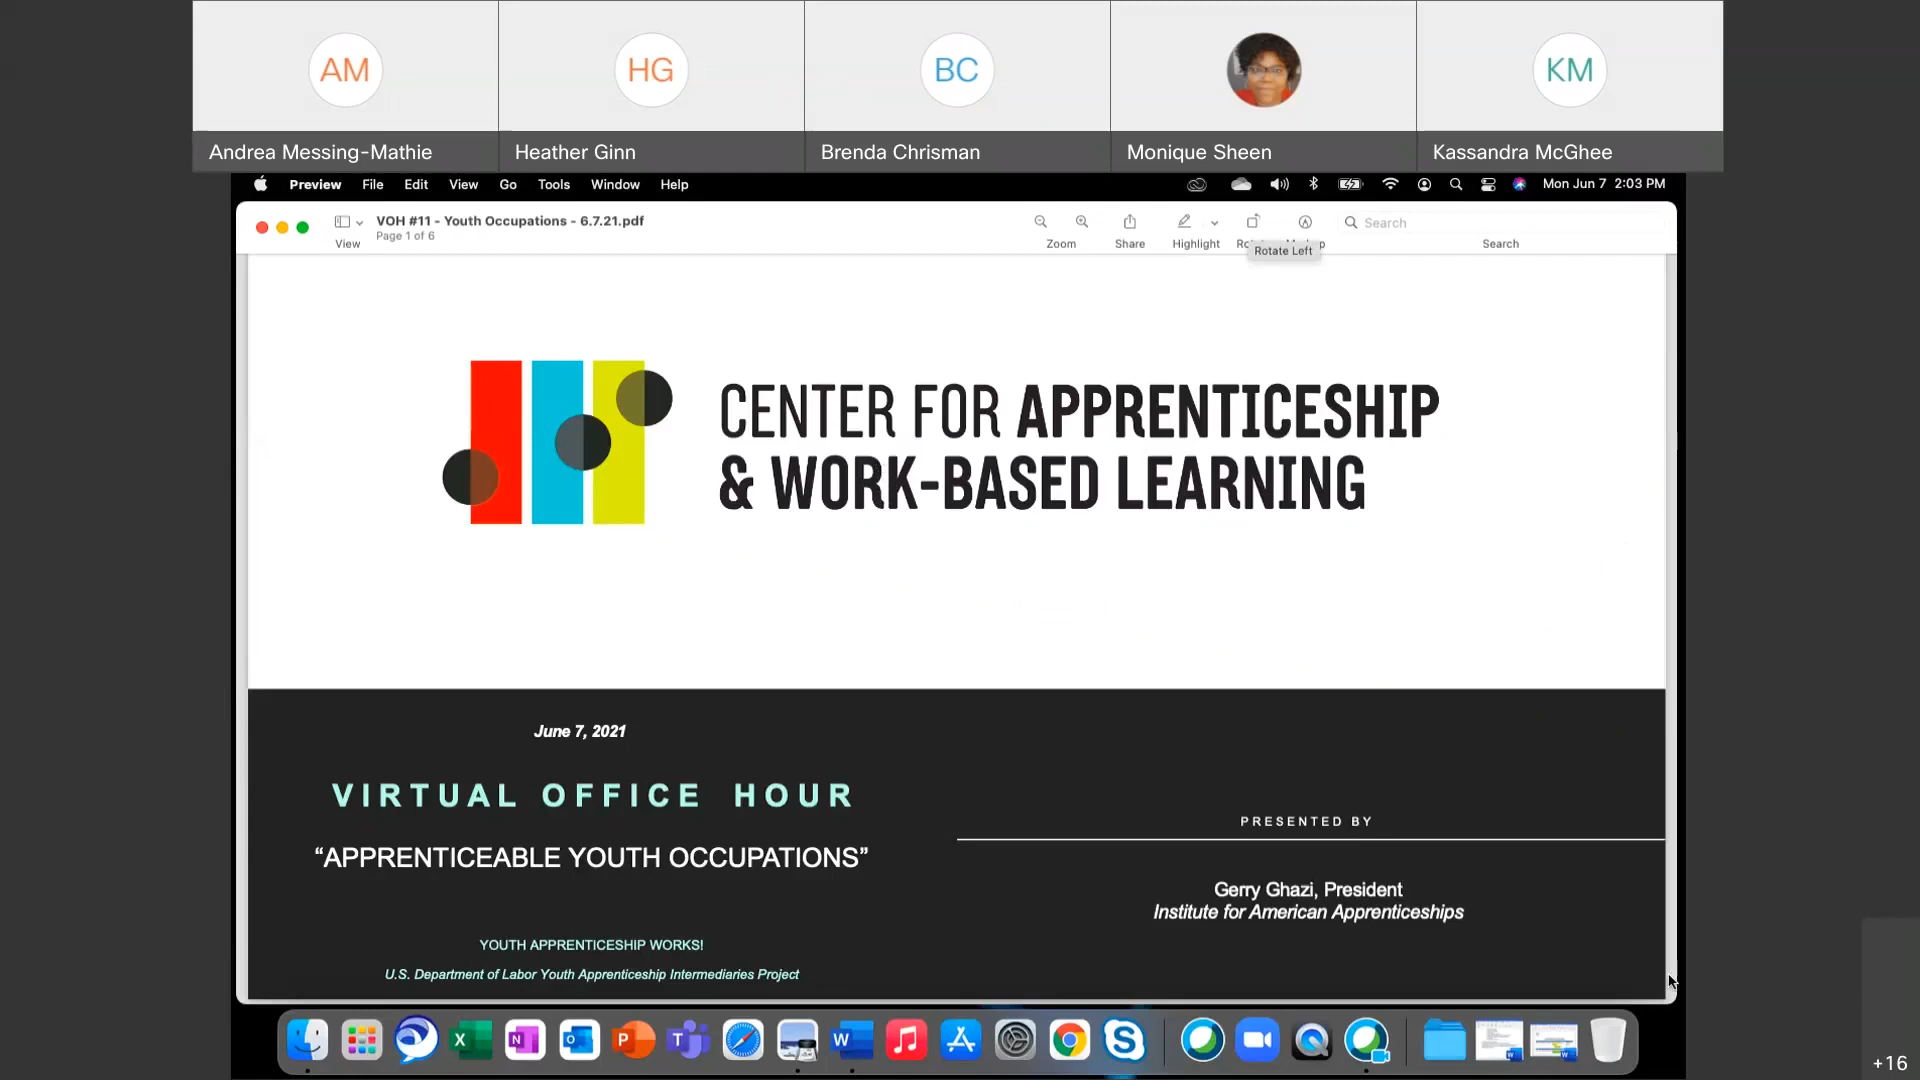 AM
HG
BC
KM
Andrea Messing-Mathie
Heather Ginn
Brenda Chrisman
Monique Sheen
Kassandra McGhee
Preview File Edit View Go Tools Window Help
Mon Jun 7 2:03 PM
VOH #11 - Youth Occupations - 6.7.21.pdf
Page 1 of 6
Search
View
Zoom
Share
Highlight
Search
Rotate Left
CENTER FOR APPRENTICESHIP
& WORK-BASED LEARNING
June 7, 2021
VIRTUAL OFFICE HOUR
“APPRENTICEABLE YOUTH OCCUPATIONS”
YOUTH APPRENTICESHIP WORKS!
U.S. Department of Labor Youth Apprenticeship Intermediaries Project
PRESENTED BY
Gerry Ghazi, President
Institute for American Apprenticeships
+16